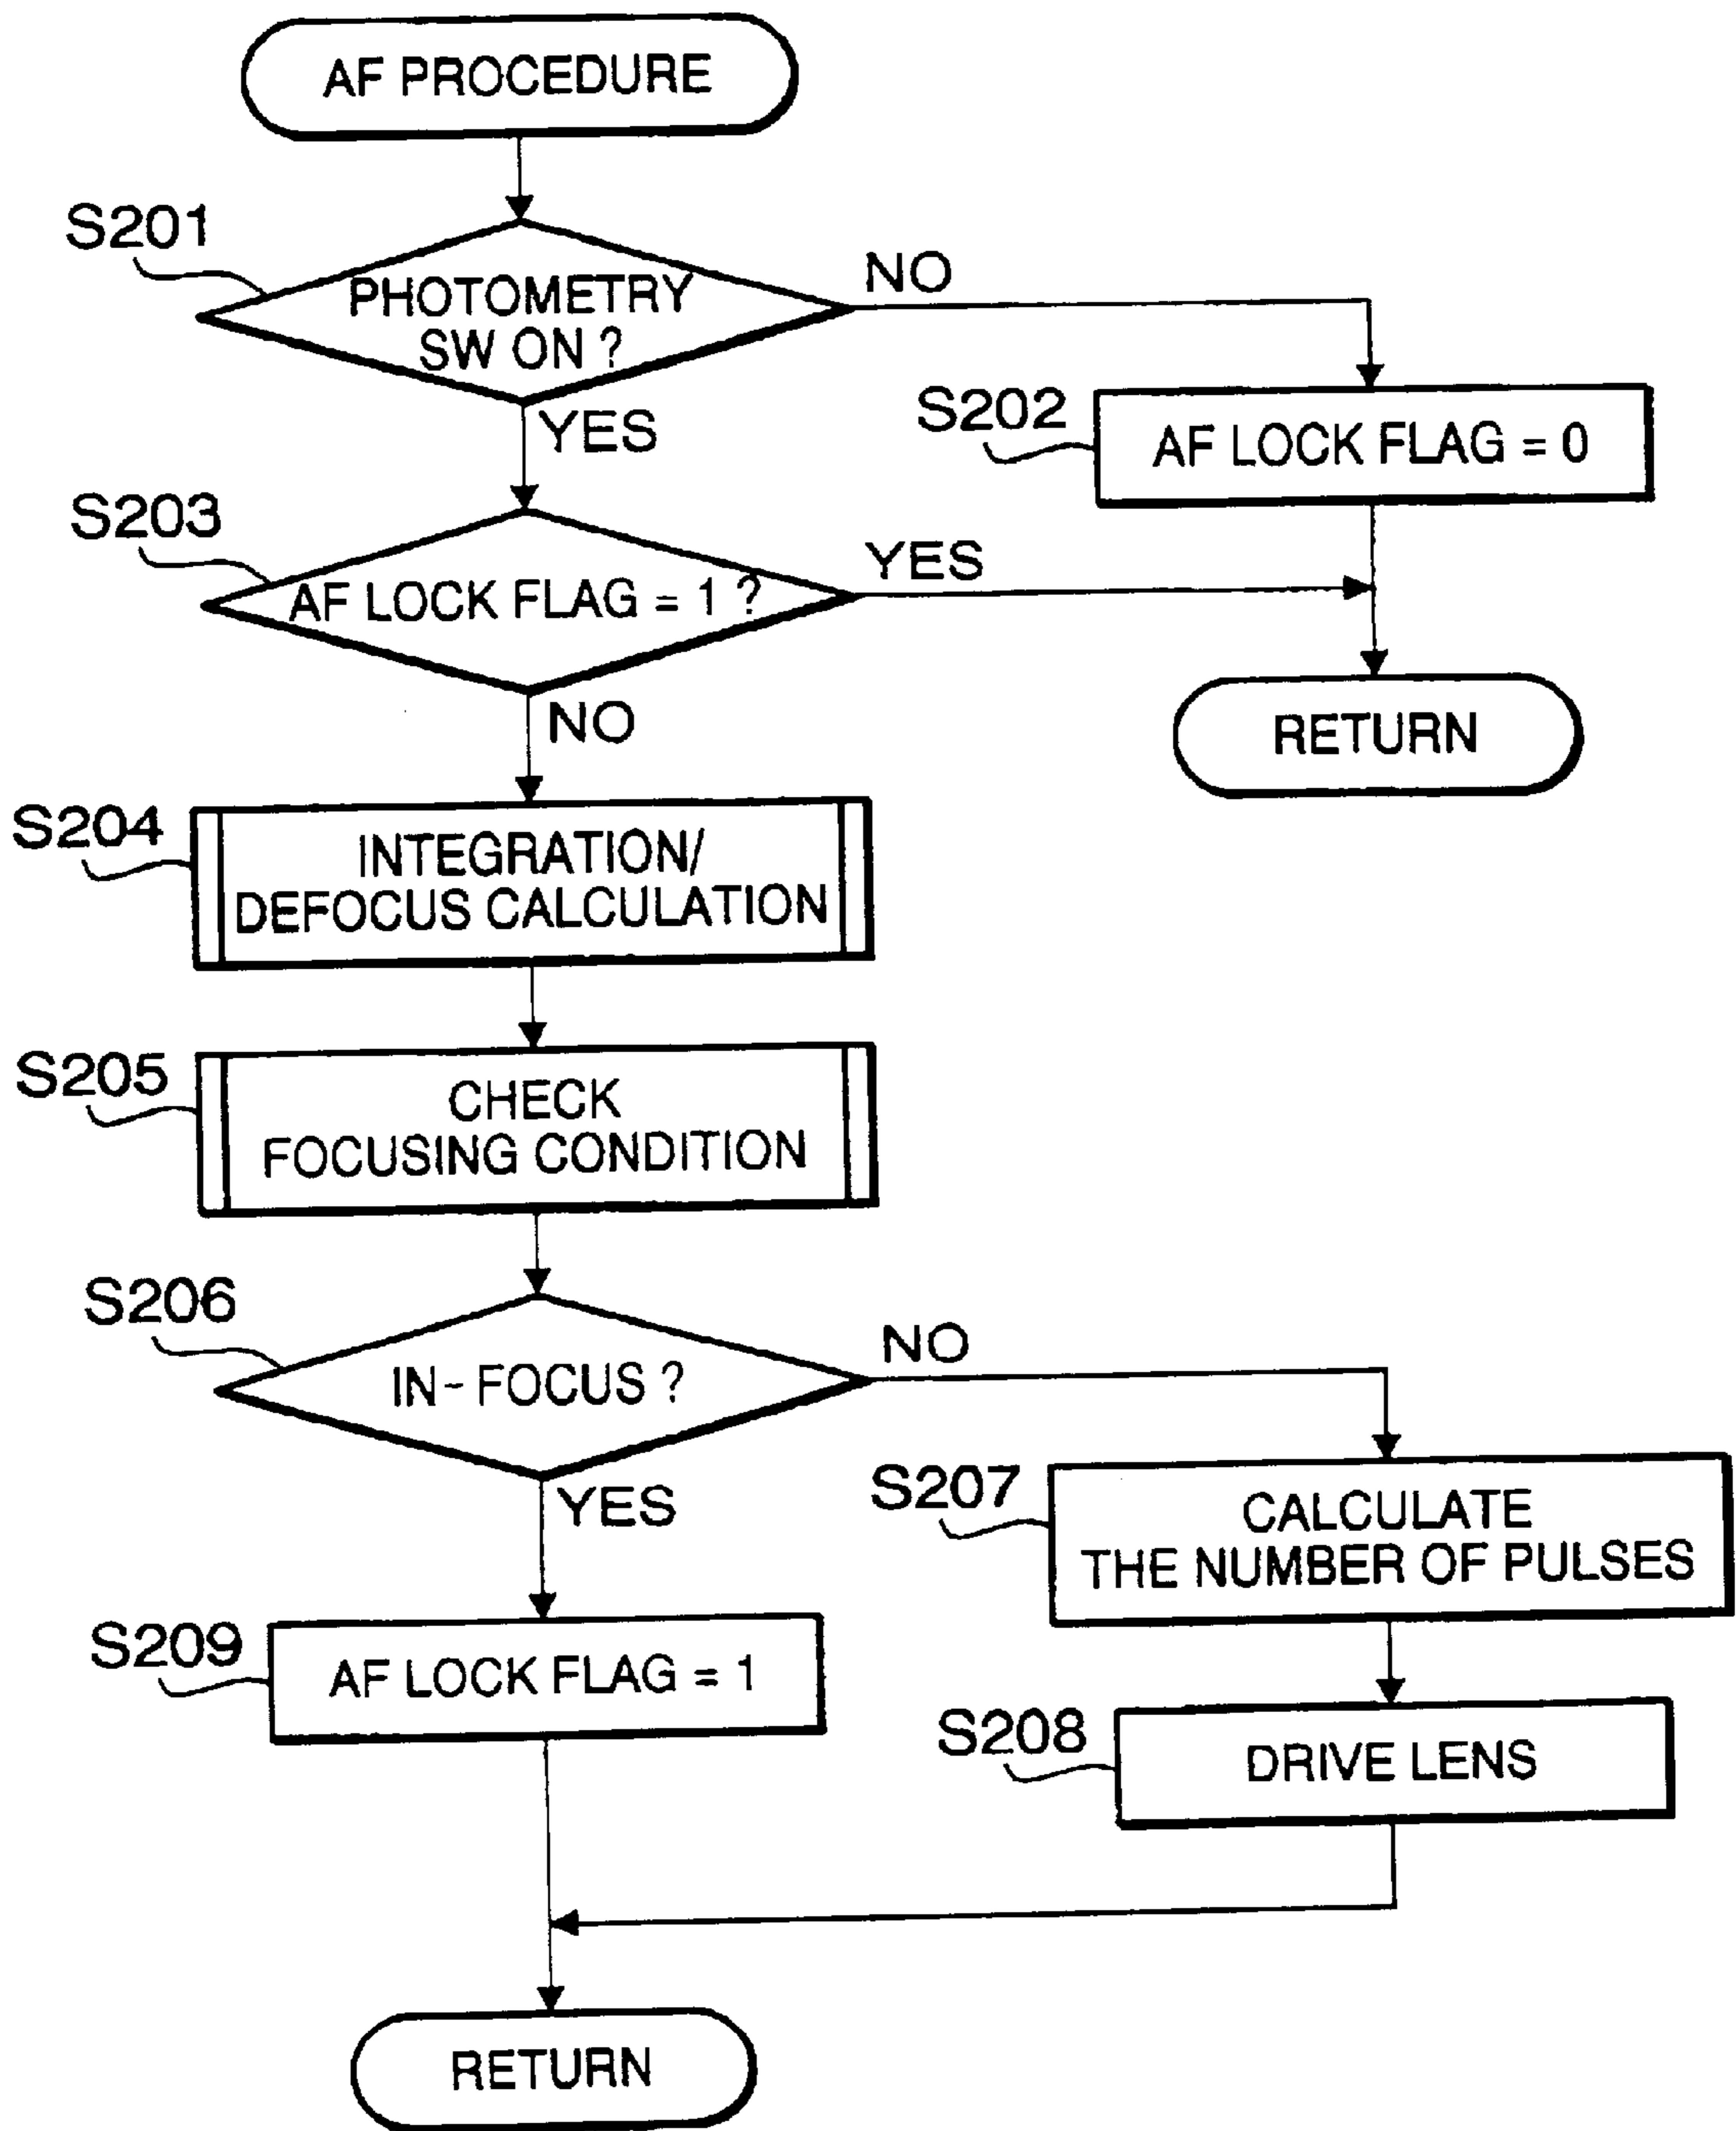 AF PROCEDURE
S201
PHOTOMETRY
SW ON ?
NO
YES
S202
AF LOCK FLAG = 0
S203
AF LOCK FLAG = 1 ?
YES
NO
RETURN
S204
INTEGRATION/
DEFOCUS CALCULATION
S205
CHECK
FOCUSING CONDITION
S206
IN-FOCUS ?
NO
YES
S207
CALCULATE
THE NUMBER OF PULSES
S209
AF LOCK FLAG = 1
S208
DRIVE LENS
RETURN